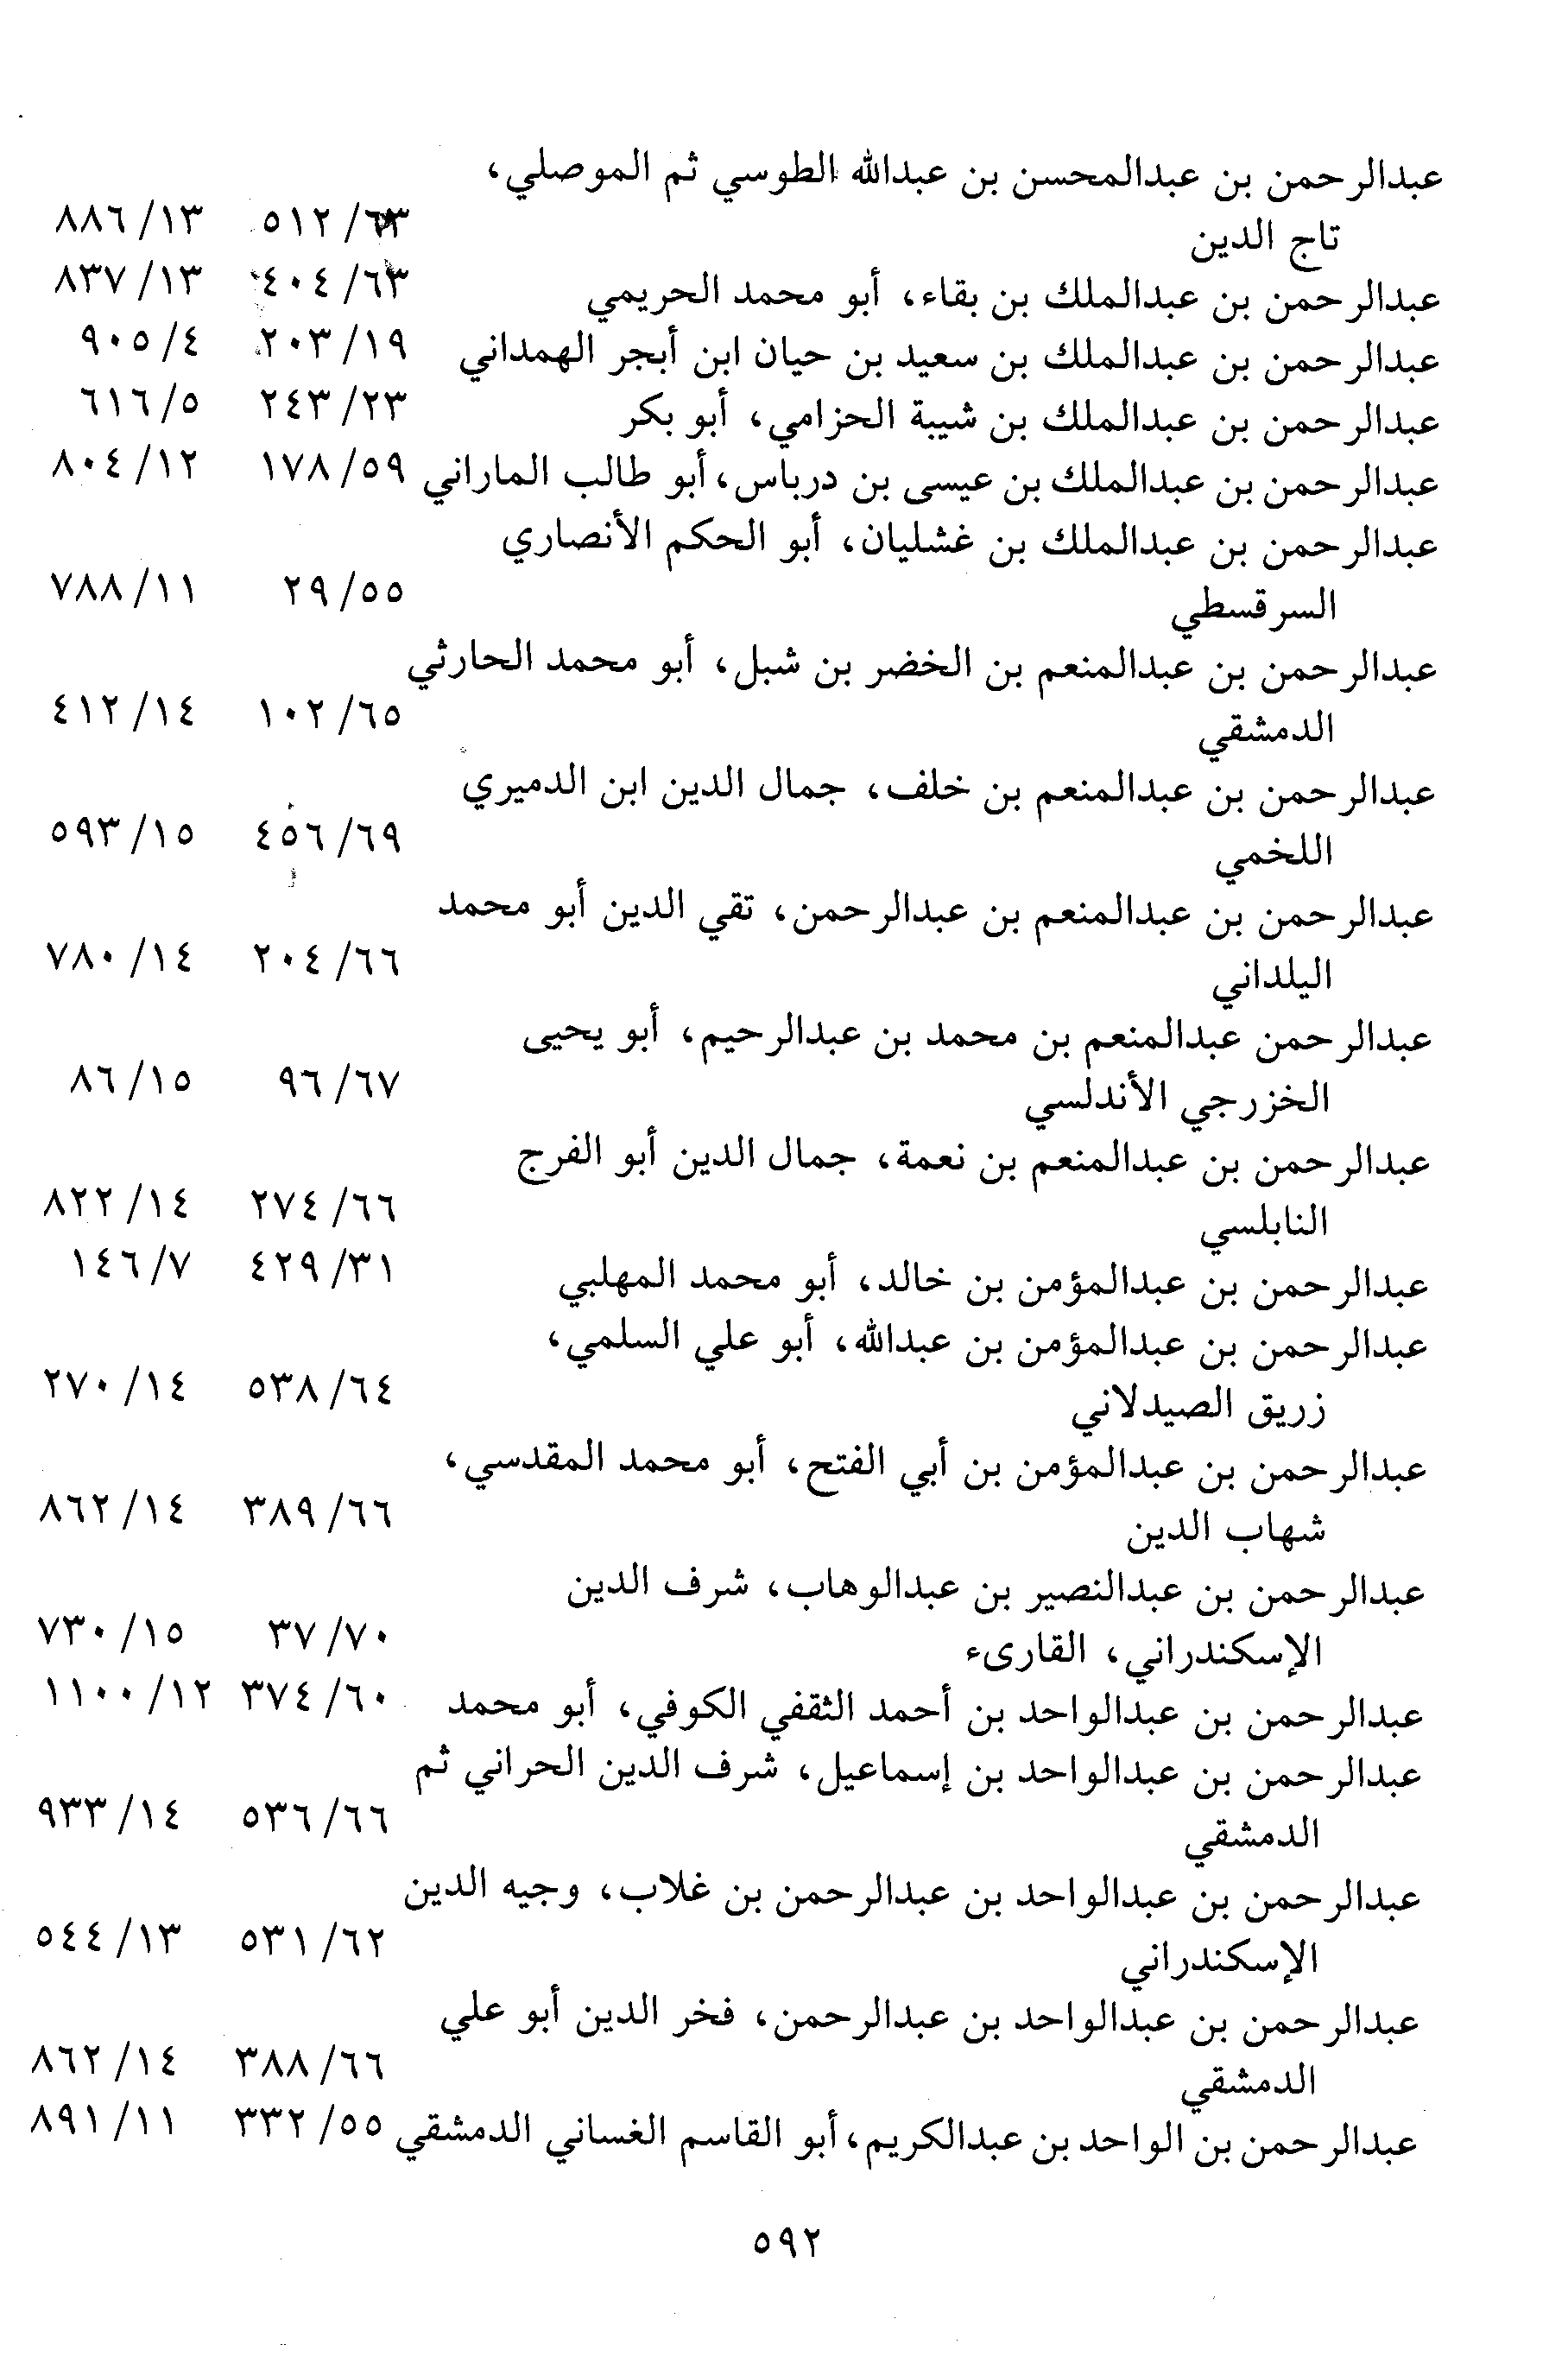 عبدالرحمن بن عبدالمحسن بن عبدالله الطوسي ثم الموصلي،
تاج الدين ٦٣/ ٥١٢ ١٣/ ٨٨٦
عبدالرحمن بن عبدالملك بن بقاء، أبو محمد الحريمي ٦٣/ ٤٠٤ ١٣/ ٨٣٧
عبدالرحمن بن عبدالملك بن سعيد بن حيان ابن أبجر الهمداني ١٩/ ٢٠٣ ٤/ ٩٠٥
عبدالرحمن بن عبدالملك بن شيبة الحزامي، أبو بكر ٢٣/ ٢٤٣ ٥/ ٦١٦
عبدالرحمن بن عبدالملك بن عيسى بن درباس، أبو طالب الماراني ٥٩/ ١٧٨ ١٢/ ٨٠٤
عبدالرحمن بن عبدالملك بن غشليان، أبو الحكم الأنصاري
السرقسطي ٥٥/ ٢٩ ١١/ ٧٨٨
عبدالرحمن بن عبدالمنعم بن الخضر بن شبل، أبو محمد الحارثي
الدمشقي ٦٥/ ١٠٢ ١٤/ ٤١٢
عبدالرحمن بن عبدالمنعم بن خلف، جمال الدين ابن الدميري
اللخمي ٦٩/ ٤٥٦ ١٥/ ٥٩٣
عبدالرحمن بن عبدالمنعم بن عبدالرحمن، تقي الدين أبو محمد
اليلداني ٦٦/ ٢٠٤ ١٤/ ٧٨٠
عبدالرحمن عبدالمنعم بن محمد بن عبدالرحيم، أبو يحيى
الخزرجي الأندلسي ٦٧/ ٩٦ ١٥/ ٨٦
عبدالرحمن بن عبدالمنعم بن نعمة، جمال الدين أبو الفرج
النابلسي ٦٦/ ٢٧٤ ١٤/ ٨٢٢
عبدالرحمن بن عبدالمؤمن بن خالد، أبو محمد المهلبي ٣١/ ٤٢٩ ٧/ ١٤٦
عبدالرحمن بن عبدالمؤمن بن عبدالله، أبو علي السلمي،
زريق الصيدلاني ٦٤/ ٥٣٨ ١٤/ ٢٧٠
عبدالرحمن بن عبدالمؤمن بن أبي الفتح، أبو محمد المقدسي،
شهاب الدين ٦٦/ ٣٨٩ ١٤/ ٨٦٢
عبدالرحمن بن عبدالنصير بن عبدالوهاب، شرف الدين
الإسكندراني، القارىء ٧٠/ ٣٧ ١٥/ ٧٣٠
عبدالرحمن بن عبدالواحد بن أحمد الثقفي الكوفي، أبو محمد ٦٠/ ٣٧٤ ١٢/ ١١٠٠
عبدالرحمن بن عبدالواحد بن إسماعيل، شرف الدين الحراني ثم
الدمشقي ٦٦/ ٥٣٦ ١٤/ ٩٣٣
عبدالرحمن بن عبدالواحد بن عبدالرحمن بن غلاب، وجيه الدين
الإسكندراني ٦٢/ ٥٣١ ١٣/ ٥٤٤
عبدالرحمن بن عبدالواحد بن عبدالرحمن، فخر الدين أبو علي
الدمشقي ٦٦/ ٣٨٨ ١٤/ ٨٦٢
عبدالرحمن بن الواحد بن عبدالكريم، أبو القاسم الغساني الدمشقي ٥٥/ ٣٣٢ ١١/ ٨٩١
٥٩٢